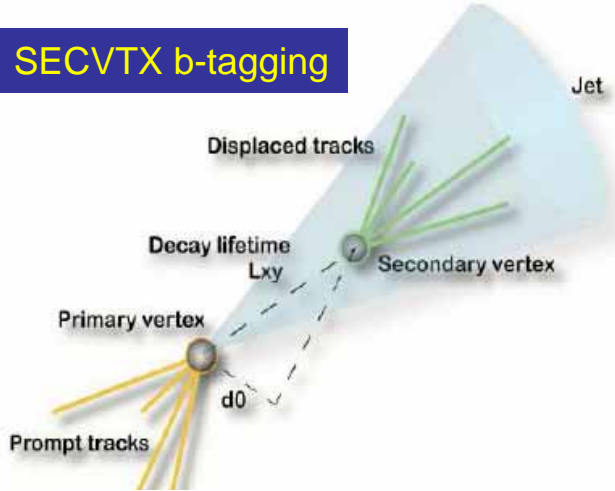 SECVTX b-tagging
Jet
Displaced tracks
Decay lifetime
Lxy
Secondary vertex
Primary vertex
d0
Prompt tracks